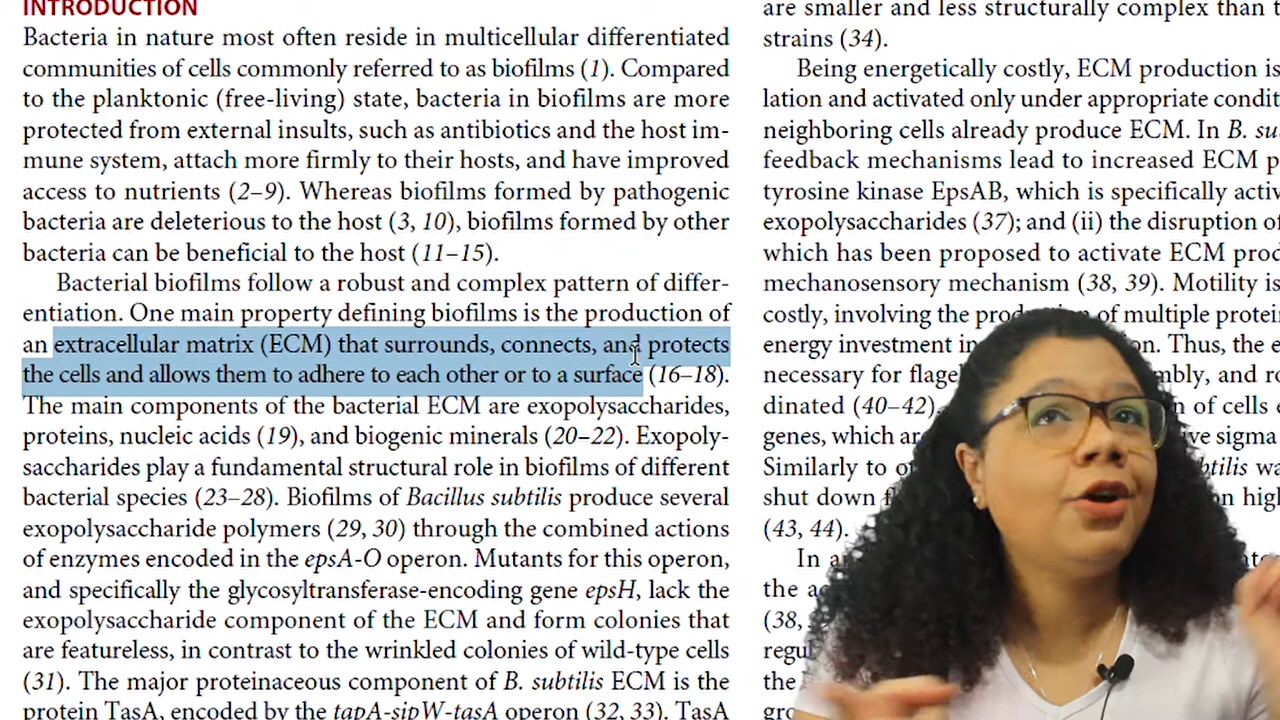 INTRODUCTION
Bacteria in nature most often reside in multicellular differentiated
communities of cells commonly referred to as biofilms (1). Compared
to the planktonic (free-living) state, bacteria in biofilms are more
protected from external insults, such as antibiotics and the host im-
mune system, attach more firmly to their hosts, and have improved
access to nutrients (2–9). Whereas biofilms formed by pathogenic
bacteria are deleterious to the host (3, 10), biofilms formed by other
bacteria can be beneficial to the host (11–15).
Bacterial biofilms follow a robust and complex pattern of differ-
entiation. One main property defining biofilms is the production of
an extracellular matrix (ECM) that surrounds, connects, and protects
the cells and allows them to adhere to each other or to a surface (16–18).
The main components of the bacterial ECM are exopolysaccharides,
proteins, nucleic acids (19), and biogenic minerals (20–22). Exopoly-
saccharides play a fundamental structural role in biofilms of different
bacterial species (23–28). Biofilms of Bacillus subtilis produce several
exopolysaccharide polymers (29, 30) through the combined actions
of enzymes encoded in the epsA-O operon. Mutants for this operon,
and specifically the glycosyltransferase-encoding gene epsH, lack the
exopolysaccharide component of the ECM and form colonies that
are featureless, in contrast to the wrinkled colonies of wild-type cells
(31). The major proteinaceous component of B. subtilis ECM is the
protein TasA, encoded by the tapA-sipW-tasA operon (32, 33). TasA
are smaller and less structurally complex than
strains (34).
Being energetically costly, ECM production is
lation and activated only under appropriate
neighboring cells already produce ECM. In B.
feedback mechanisms lead to increased ECM
tyrosine kinase EpsAB, which is specifically
exopolysaccharides (37); and (ii) the disruption
which has been proposed to activate ECM
mechanosensory mechanism (38, 39). Motility is
costly, involving the of multiple
energy investment Thus, the
necessary for and
dinated (40–42) of cells
genes, which sigma
Similarly to
shut down
(43, 44).
In
the
(38,
the